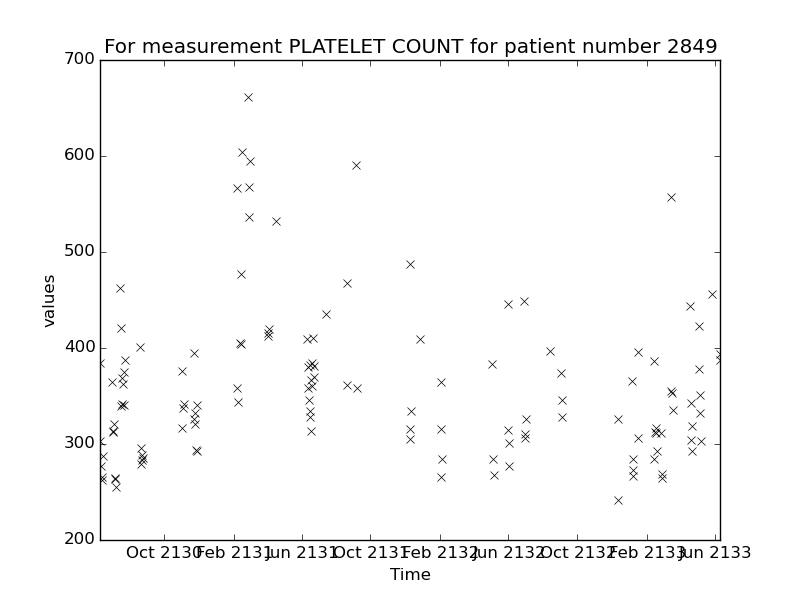 For measurement PLATELET COUNT for patient number 2849
700
600
500
400
300
200
values
Oct 2130 Feb 2131 Jun 2131 Oct 2131 Feb 2132 Jun 2132 Oct 2132 Feb 2133 Jun 2133
Time